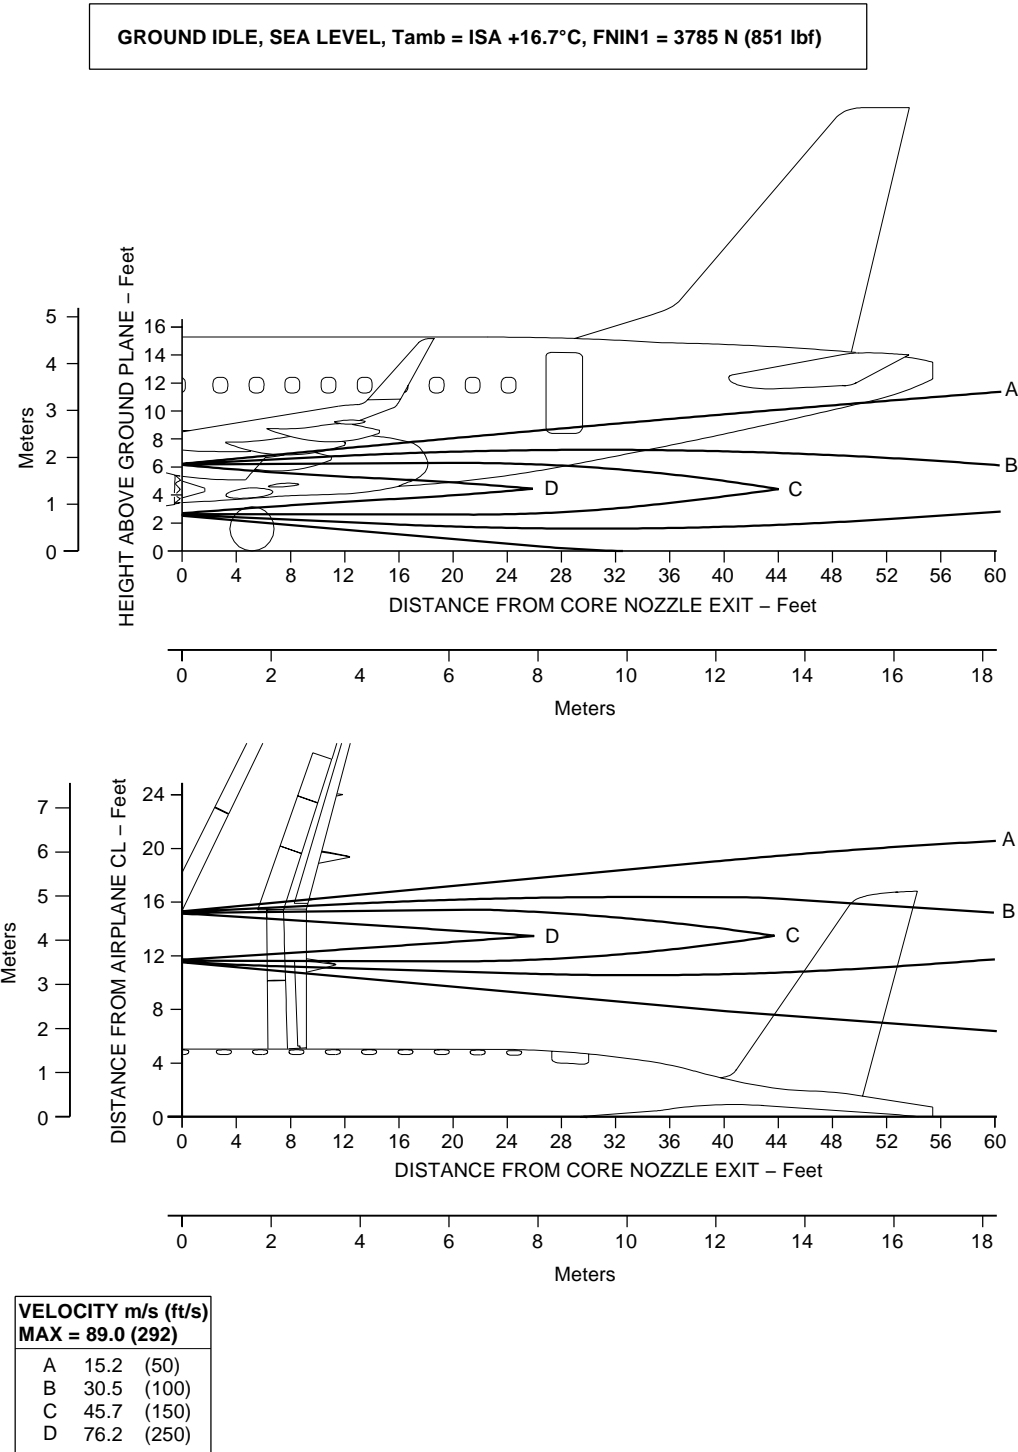 GROUND IDLE, SEA LEVEL, Tamb = ISA +16.7°C, FNIN1 = 3785 N (851 lbf)
HEIGHT ABOVE GROUND PLANE – Feet
Meters
5
4
3
2
1
0
16
14
12
10
8
6
4
2
0
A
B
C
D
0 4 8 12 16 20 24 28 32 36 40 44 48 52 56 60
DISTANCE FROM CORE NOZZLE EXIT – Feet
0 2 4 6 8 10 12 14 16 18
Meters
DISTANCE FROM AIRPLANE CL – Feet
Meters
7
6
5
4
3
2
1
0
24
20
16
12
8
4
0
A
B
C
D
0 4 8 12 16 20 24 28 32 36 40 44 48 52 56 60
DISTANCE FROM CORE NOZZLE EXIT – Feet
0 2 4 6 8 10 12 14 16 18
Meters
VELOCITY m/s (ft/s)
MAX = 89.0 (292)
A 15.2 (50)
B 30.5 (100)
C 45.7 (150)
D 76.2 (250)